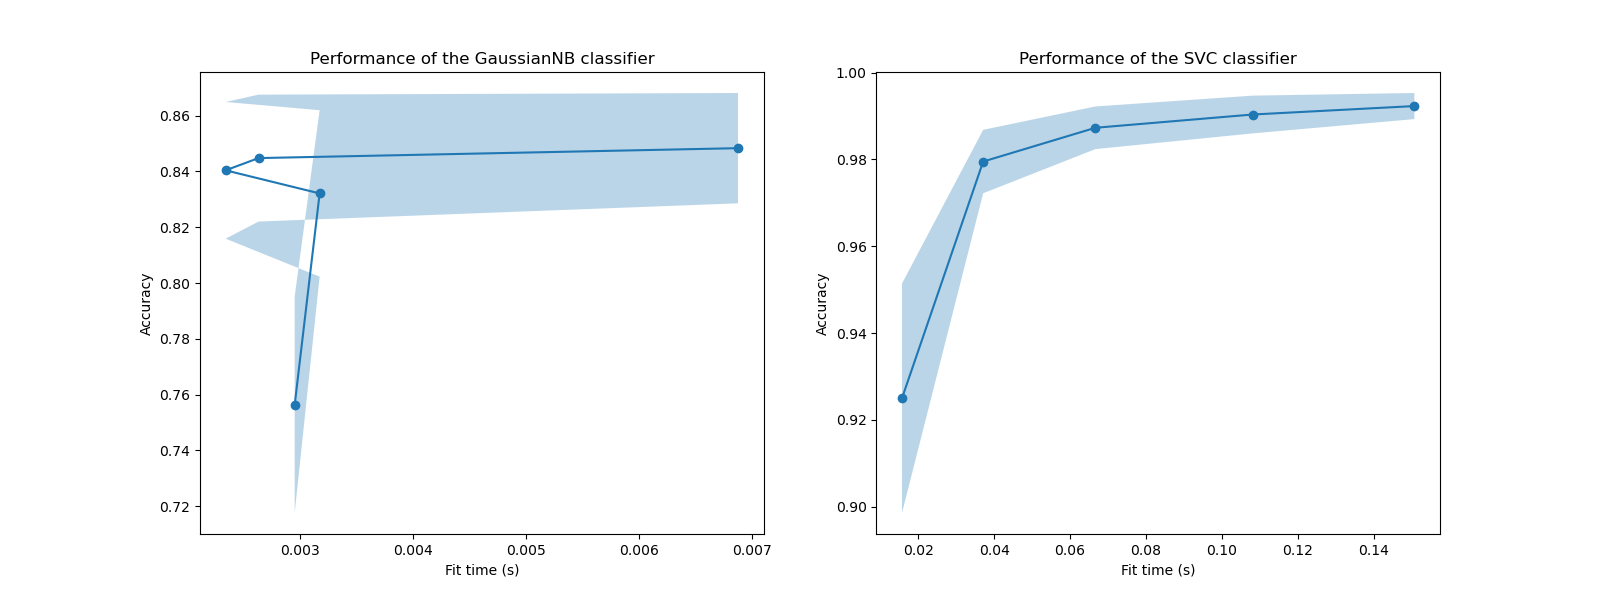 Performance of the GaussianNB classifier
0.86
0.84
0.82
0.80
0.78
0.76
0.74
0.72
Accuracy
0.003 0.004 0.005 0.006 0.007
Fit time (s)
Performance of the SVC classifier
1.00
0.98
0.96
0.94
0.92
0.90
Accuracy
0.02 0.04 0.06 0.08 0.10 0.12 0.14
Fit time (s)